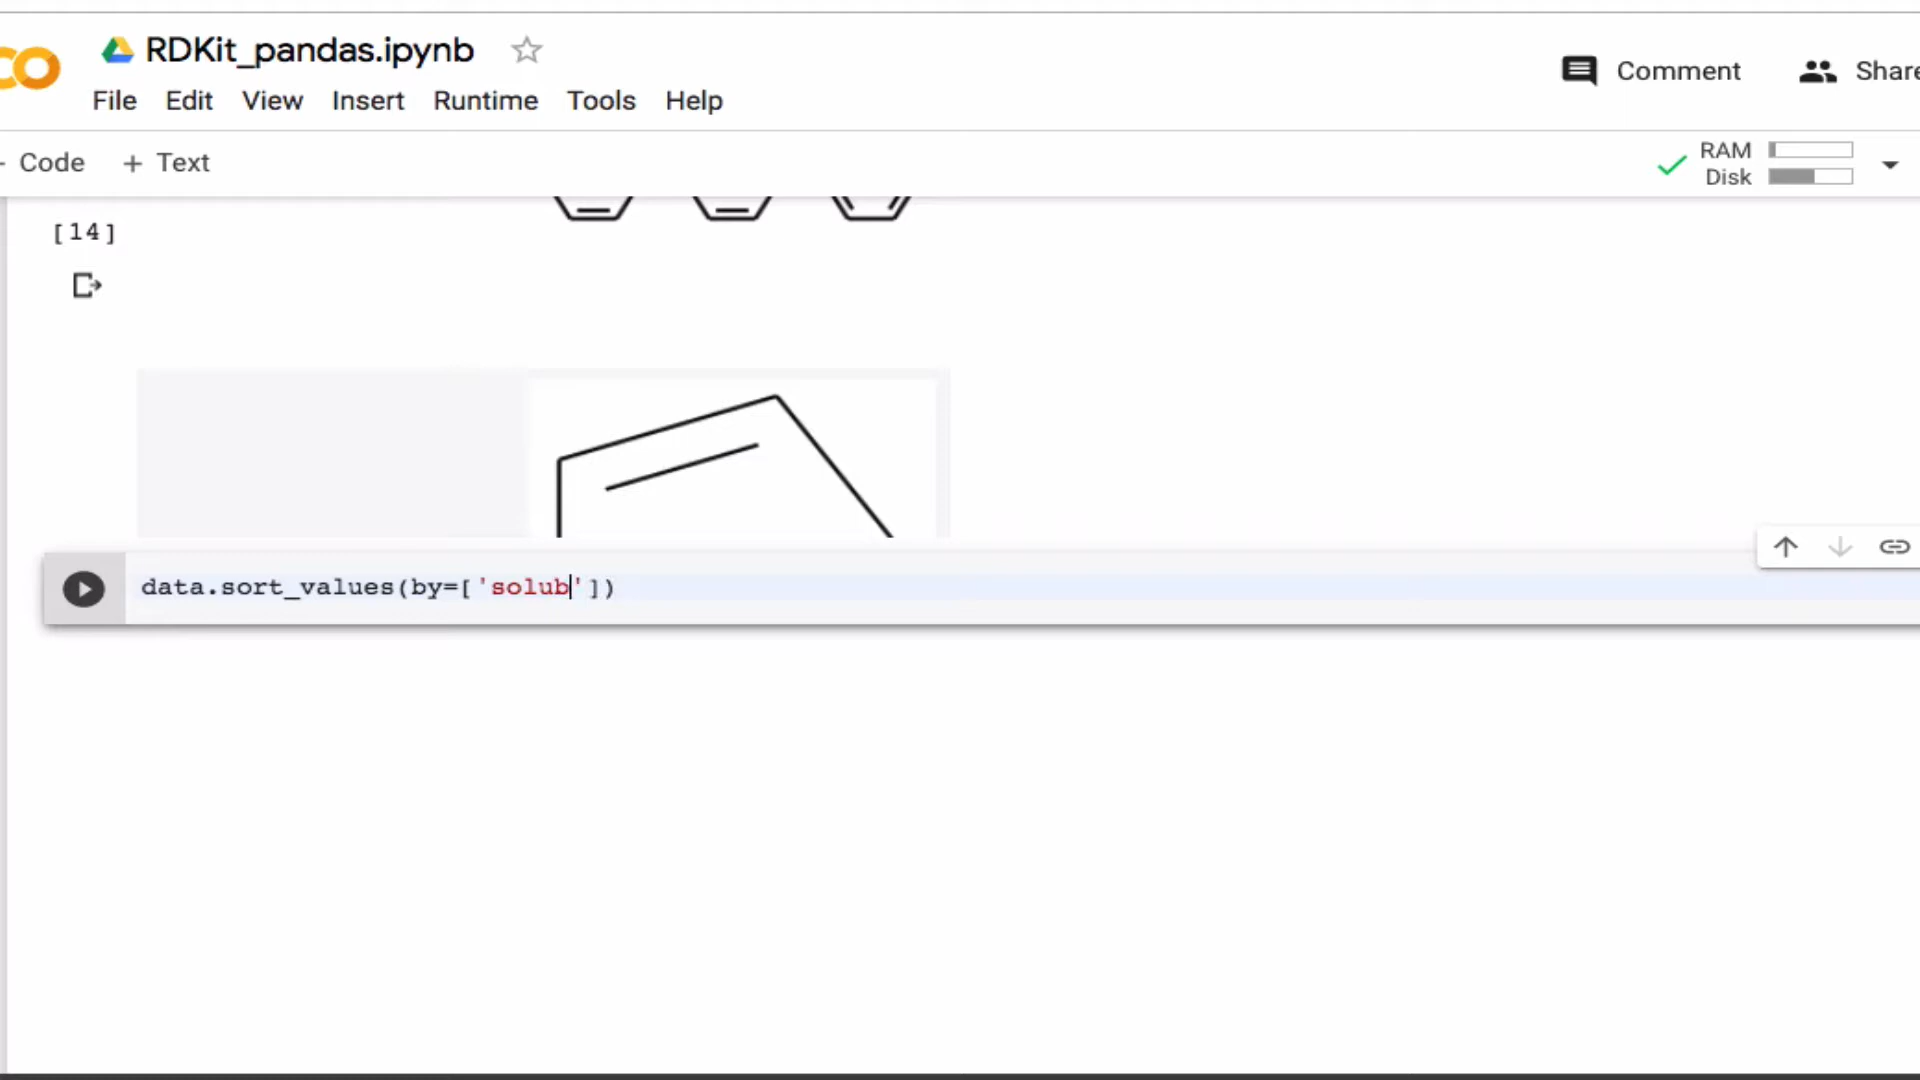 RDKit_pandas.ipynb
Comment
Share
File Edit View Insert Runtime Tools Help
Code + Text
RAM
Disk
[14]
data.sort_values(by=['solub'])